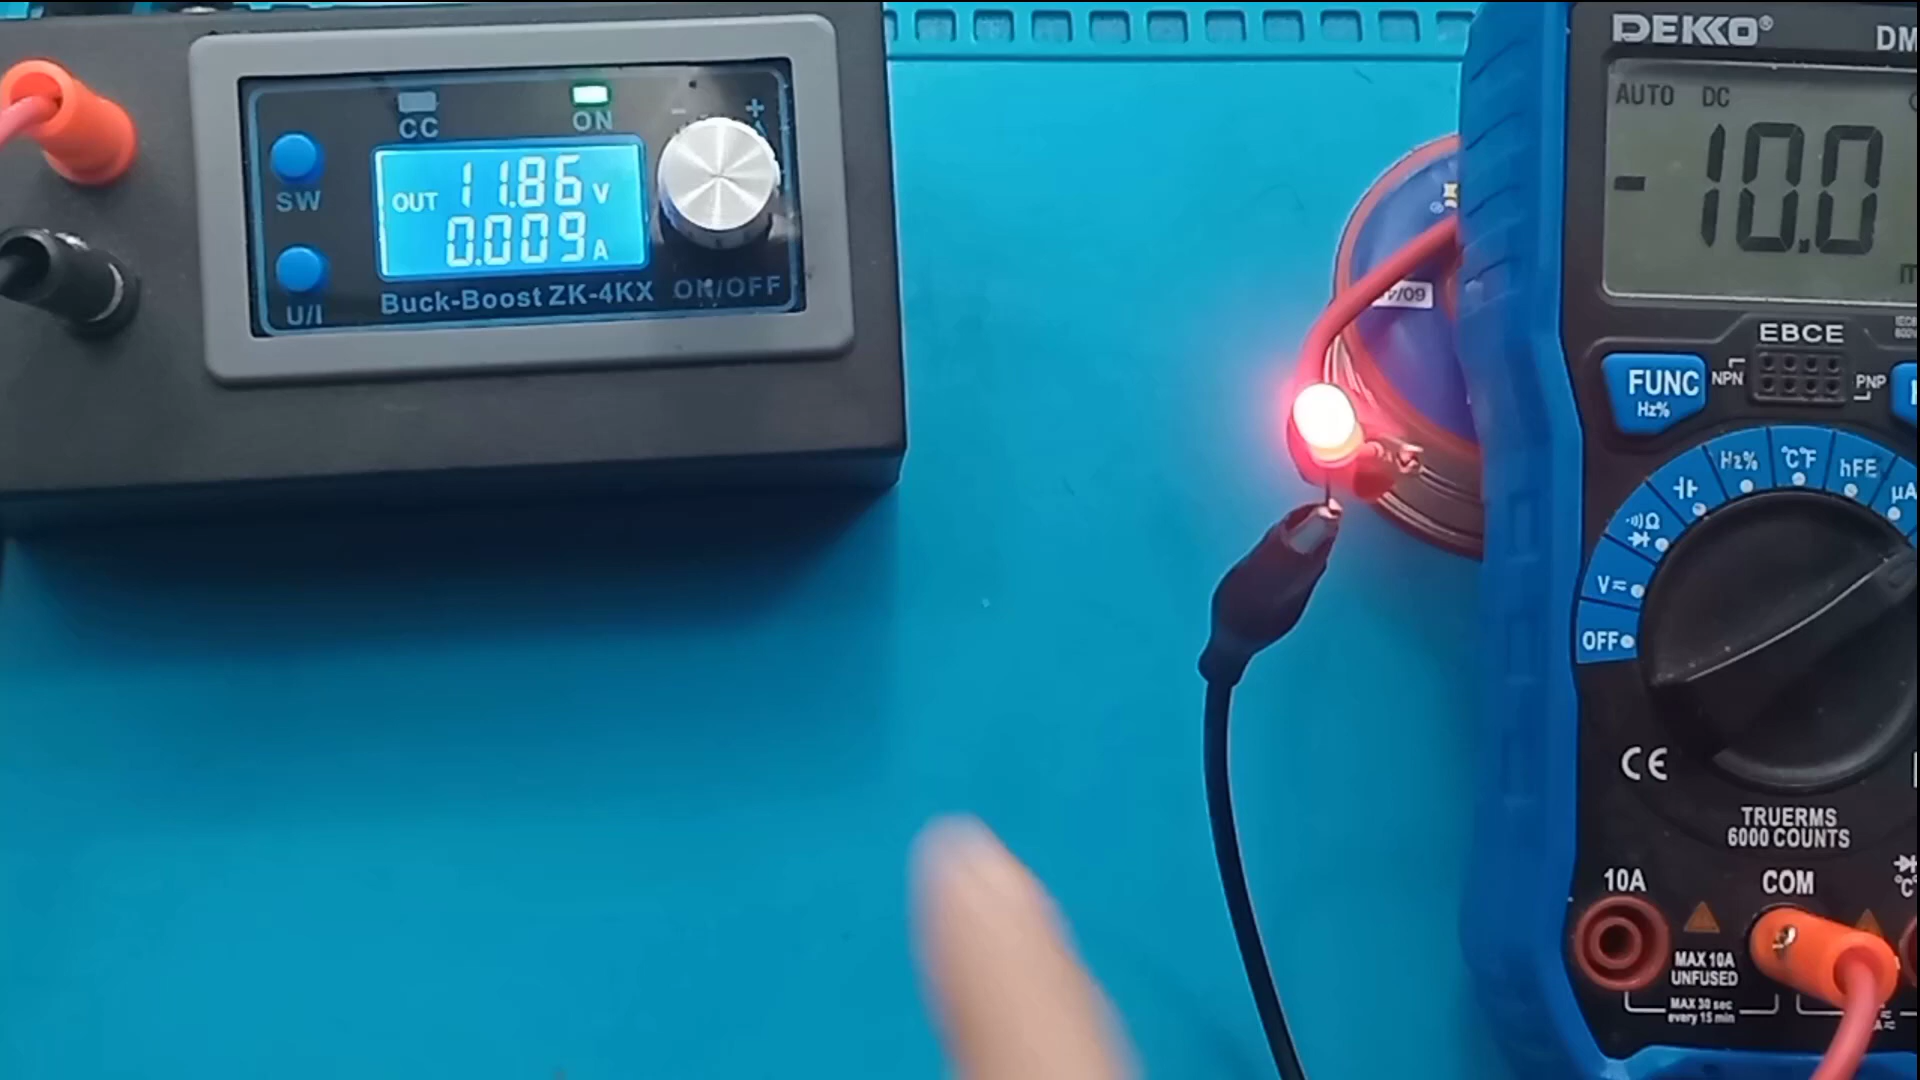 CC
ON
- +
SW
OUT 11.86 V
0.009 A
U/I
Buck-Boost ZK-4KX
ON/OFF
DEKKO®
DM
AUTO DC
-10.0
m
EBCE
NPN
PNP
FUNC
Hz%
Hz%
°C°F
hFE
µA
Ω
V
OFF
CE
TRUERMS
6000 COUNTS
10A
COM
°C
MAX 10A
UNFUSED
MAX 30 sec
every 15 min